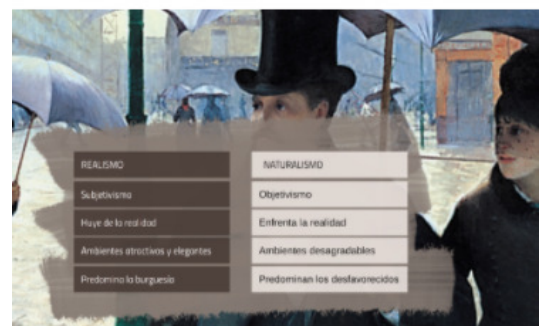 REALISMO
NATURALISMO
Subjetivismo
Objetivismo
Huye de la realidad
Enfrenta la realidad
Ambientes atractivos y elegantes
Ambientes desagradables
Predomina la burguesía
Predominan los desfavorecidos